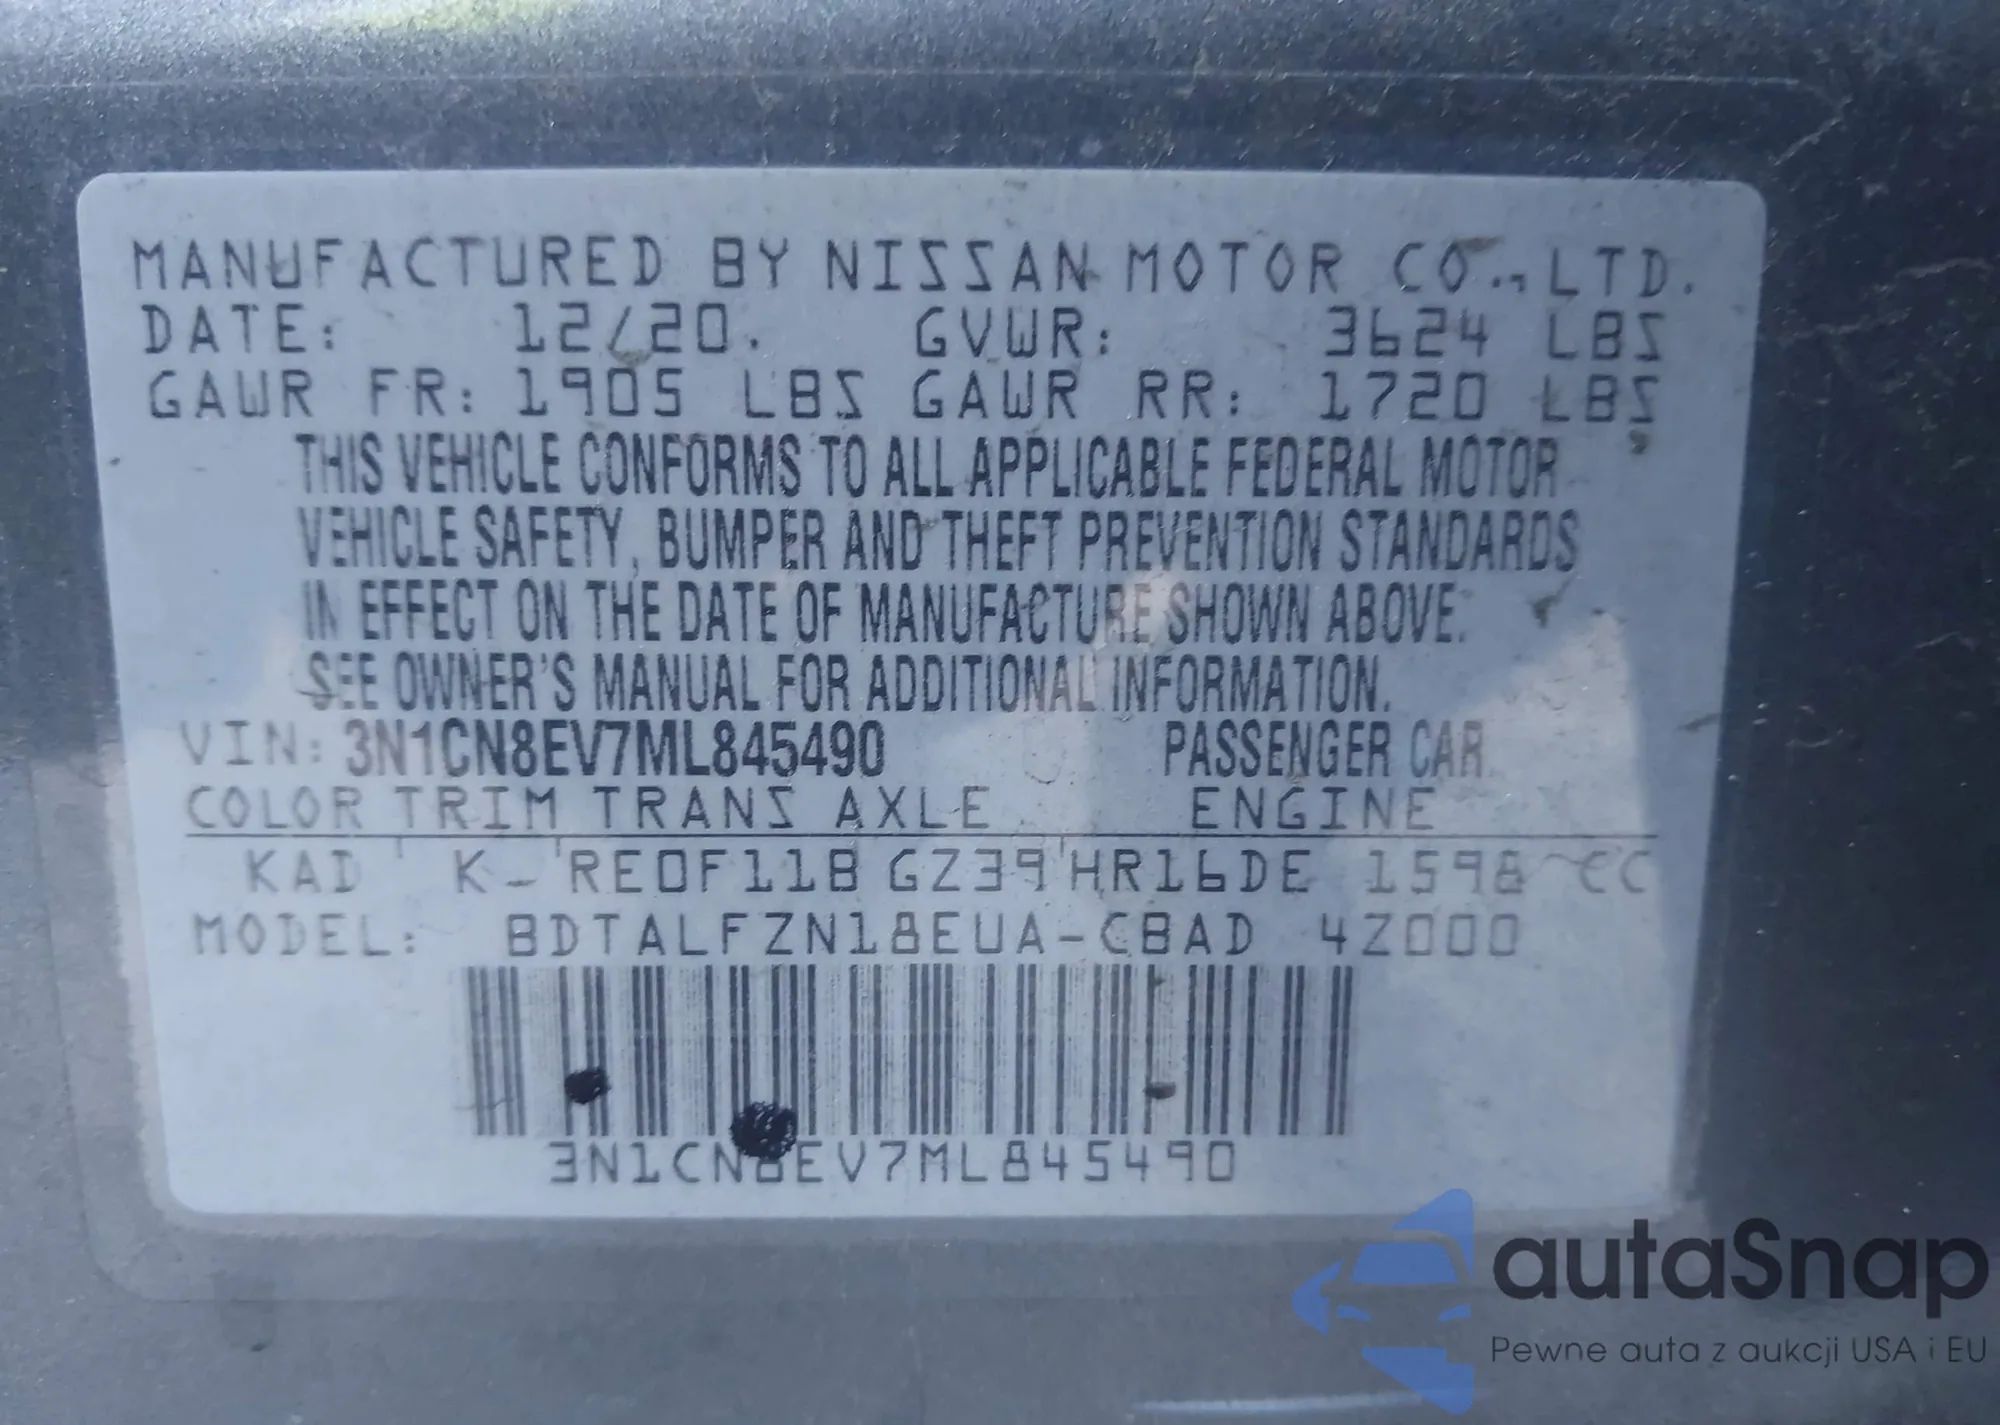 MANUFACTURED BY NISSAN MOTOR CO., LTD.
DATE: 12/20. GVWR: 3624 LBS
GAWR FR: 1905 LBS GAWR RR: 1720 LBS
THIS VEHICLE CONFORMS TO ALL APPLICABLE FEDERAL MOTOR
VEHICLE SAFETY, BUMPER AND THEFT PREVENTION STANDARDS
IN EFFECT ON THE DATE OF MANUFACTURE SHOWN ABOVE.
SEE OWNER'S MANUAL FOR ADDITIONAL INFORMATION.
VIN: 3N1CN8EV7ML845490 PASSENGER CAR
COLOR TRIM TRANS AXLE ENGINE
KAD K RE0F11B GZ39 HR16DE 1598 CC
MODEL: BDTALFZN18EUA-CBAD 4Z000
3N1CN8EV7ML845490
autaSnap
Pewne auta z aukcji USA i EU